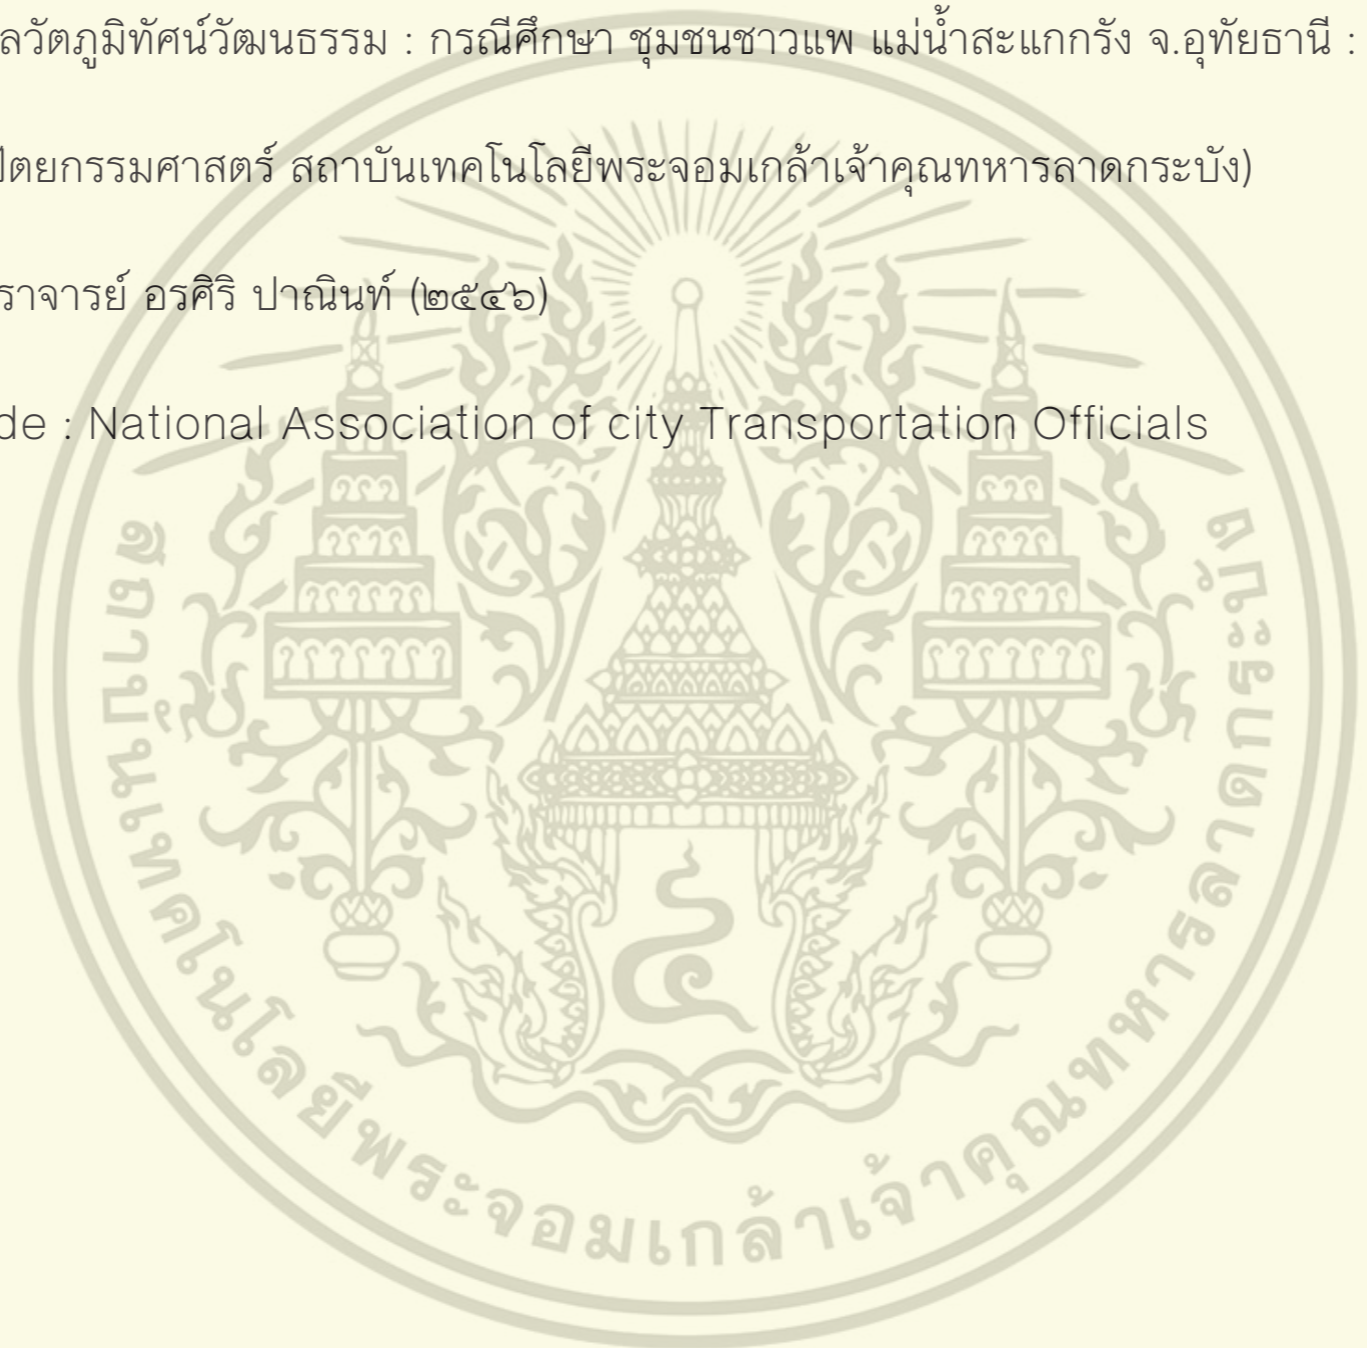 ลวัตภูมิทัศน์วัฒนธรรม : กรณีศึกษา ชุมชนชาวแพ แม่น้ำสะแกกรัง จ.อุทัยธานี :
ปัตยกรรมศาสตร์ สถาบันเทคโนโลยีพระจอมเกล้าเจ้าคุณทหารลาดกระบัง)
ราจารย์ อรศิริ ปาณินท์ (๒๕๔๖)
de : National Association of city Transportation Officials
สถาบันเทคโนโลยีพระจอมเกล้าเจ้าคุณทหารลาดกระบัง
๔